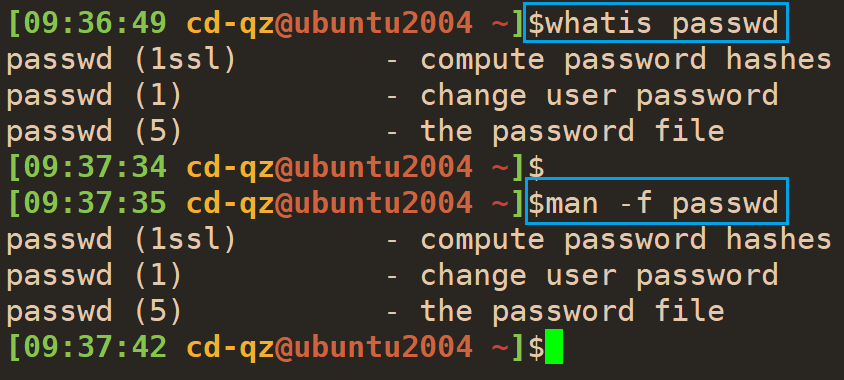 [09:36:49 cd-qz@ubuntu2004 ~]$whatis passwd
passwd (1ssl)        - compute password hashes
passwd (1)           - change user password
passwd (5)           - the password file
[09:37:34 cd-qz@ubuntu2004 ~]$
[09:37:35 cd-qz@ubuntu2004 ~]$man -f passwd
passwd (1ssl)        - compute password hashes
passwd (1)           - change user password
passwd (5)           - the password file
[09:37:42 cd-qz@ubuntu2004 ~]$